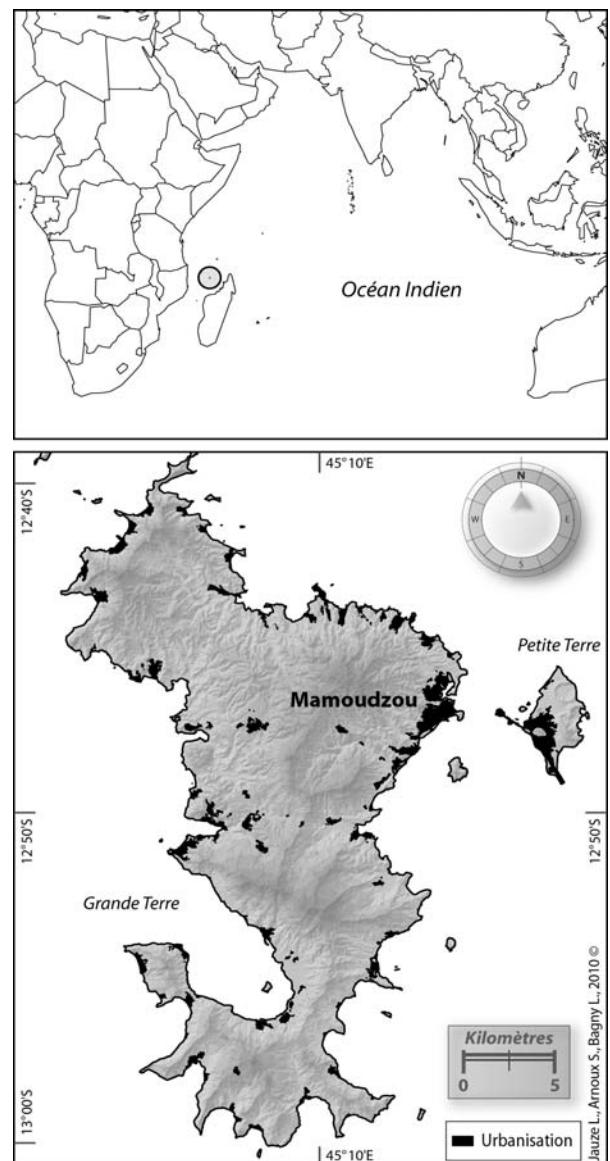 Océan Indien
45°10'E
12°40'S
N
W
E
S
Petite Terre
Mamoudzou
12°50'S
12°50'S
Grande Terre
Kilomètres
0 5
13°00'S
45°10'E
Urbanisation
Jauze L., Arnoux S., Bagny L., 2010 ©